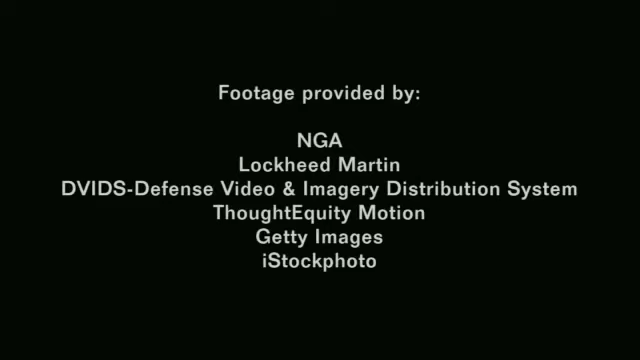 Footage provided by:
NGA
Lockheed Martin
DVIDS-Defense Video & Imagery Distribution System
ThoughtEquity Motion
Getty Images
iStockphoto